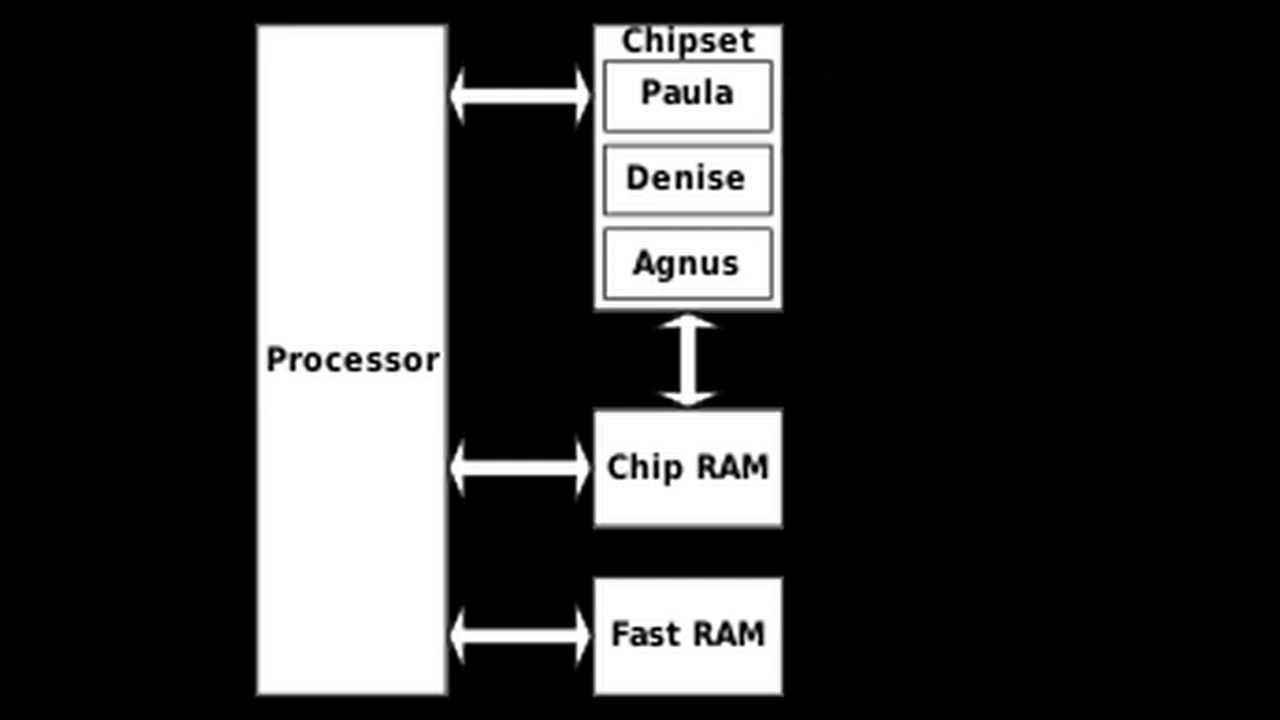 Chipset
Paula
Denise
Agnus
Processor
Chip RAM
Fast RAM